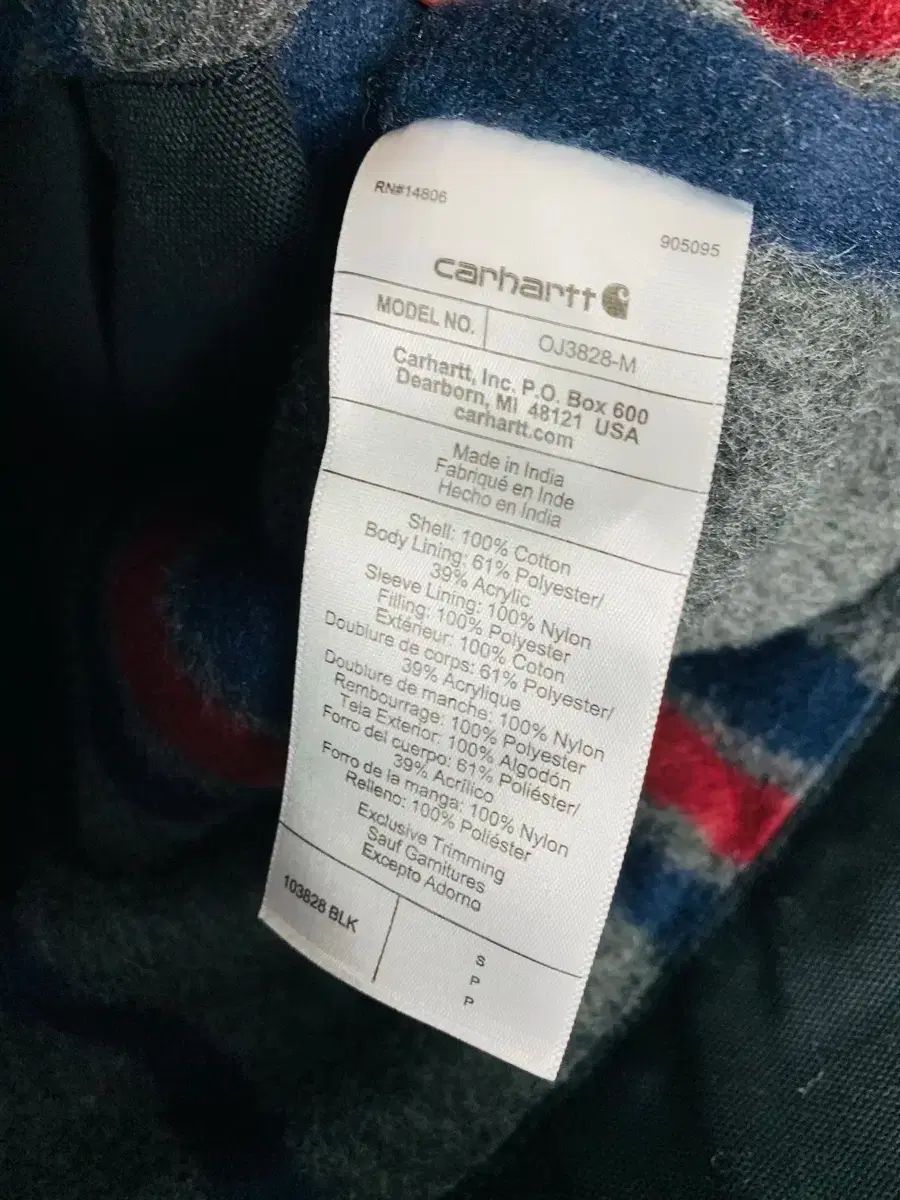 RN#14806
905095
carhartt
MODEL NO.
OJ3828-M
Carhartt, Inc. P.O. Box 600
Dearborn, MI 48121 USA
carhartt.com
Made in India
Fabriqué en Inde
Hecho en India
Shell: 100% Cotton
Body Lining: 61% Polyester/
39% Acrylic
Sleeve Lining: 100% Nylon
Filling: 100% Polyester
Extérieur: 100% Coton
Doublure de corps: 61% Polyester/
39% Acrylique
Doublure de manche: 100% Nylon
Rembourrage: 100% Polyester
Tela Exterior: 100% Algodón
Forro del cuerpo: 61% Poliéster/
39% Acrílico
Forro de la manga: 100% Nylon
Relleno: 100% Poliéster
Exclusive Trimming
Sauf Garnitures
Excepto Adorno
103828 BLK
S
P
P